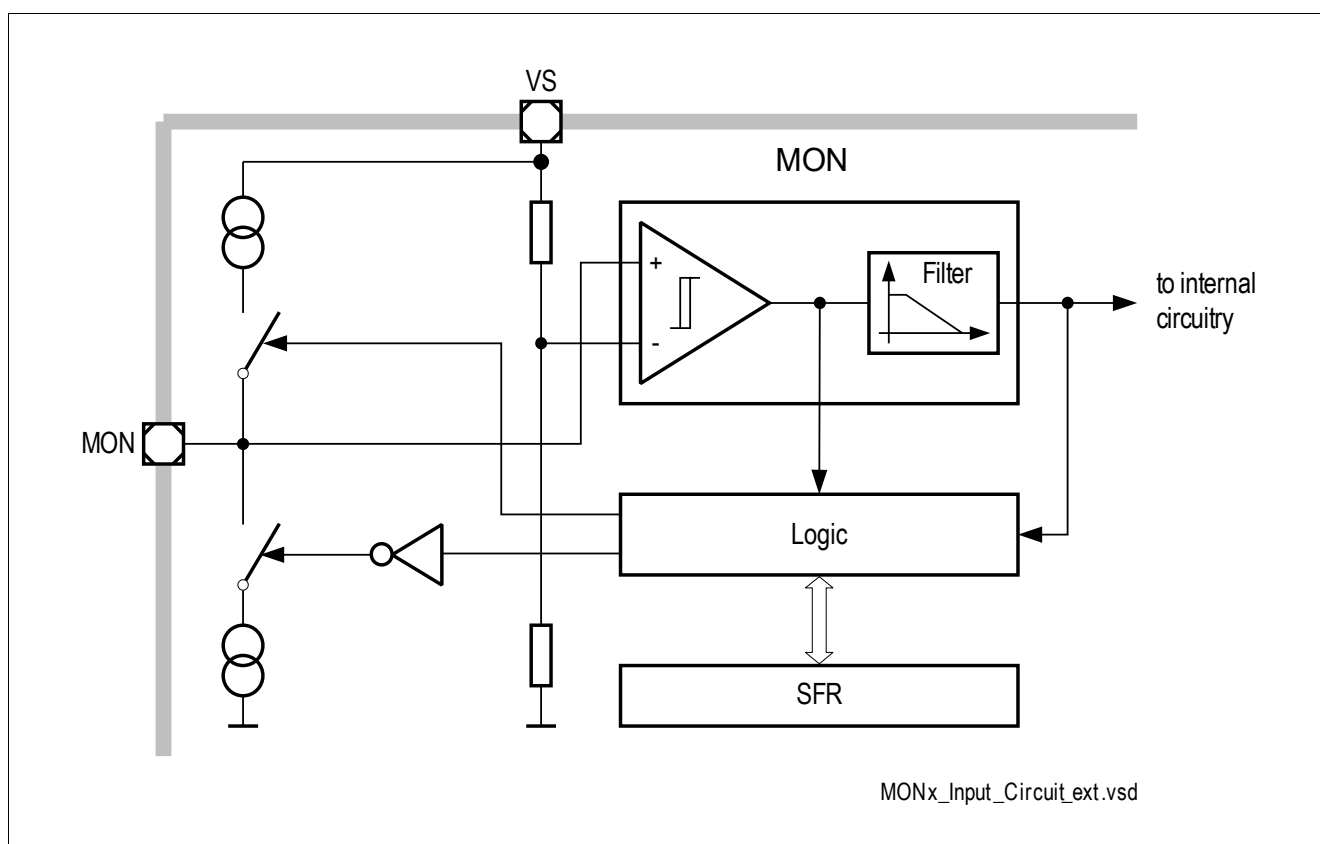 VS
MON
+
-
Filter
to internal
circuitry
MON
Logic
SFR
MONx_Input_Circuit_ext.vsd